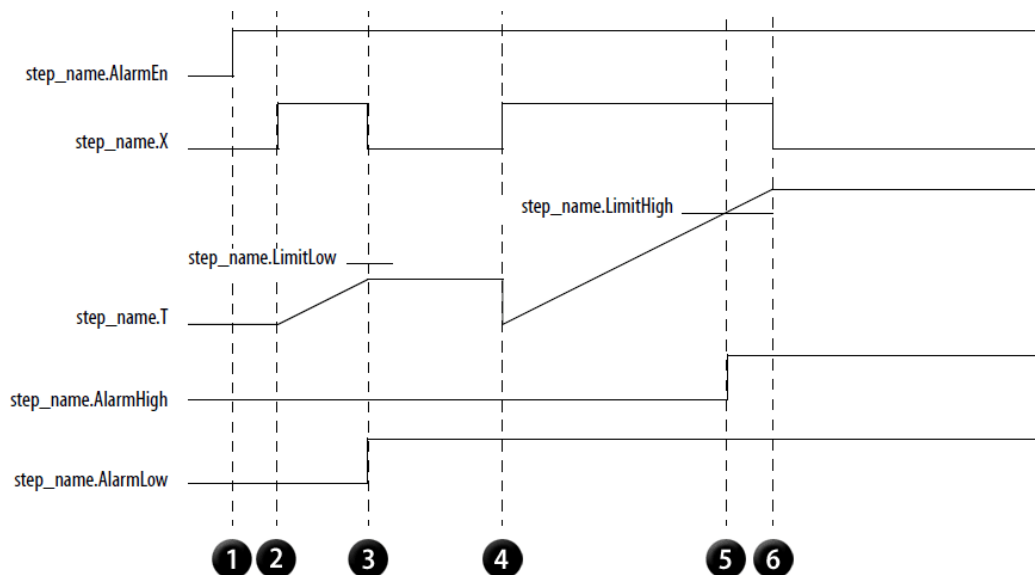 step_name.AlarmEn
step_name.X
step_name.LimitHigh
step_name.LimitLow
step_name.T
step_name.AlarmHigh
step_name.AlarmLow
1 2 3 4 5 6